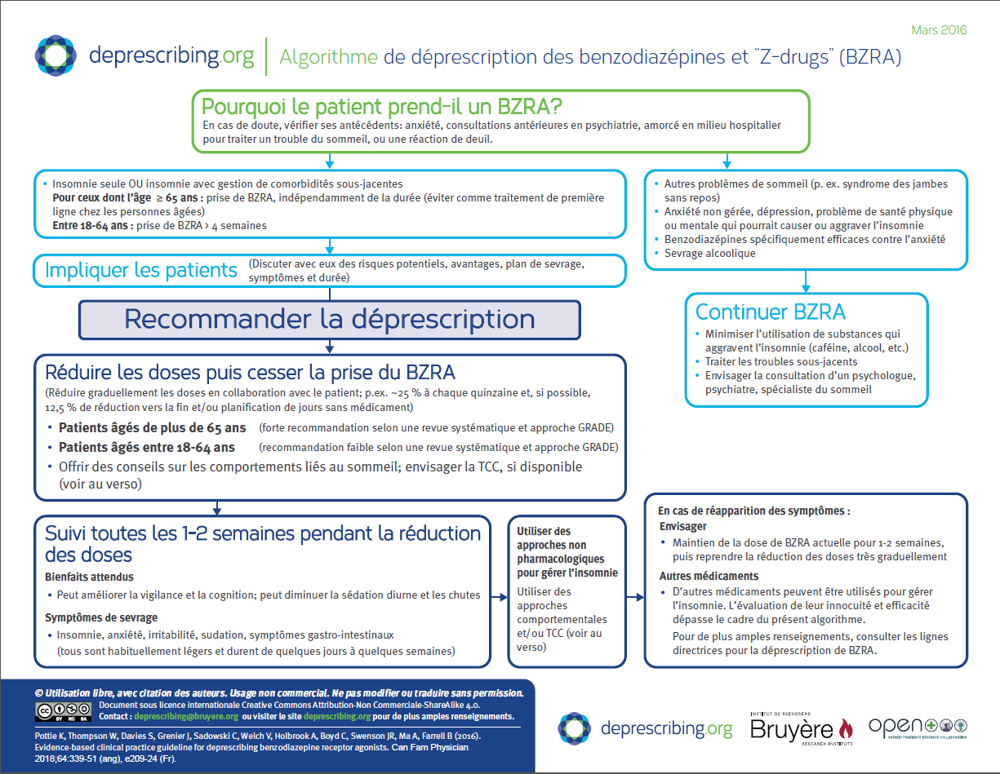 Mars 2016
deprescribing.org
Algorithme de déprescription des benzodiazépines et "Z-drugs" (BZRA)
Pourquoi le patient prend-il un BZRA?
En cas de doute, vérifier ses antécédents: anxiété, consultations antérieures en psychiatrie, amorcé en milieu hospitalier
pour traiter un trouble du sommeil, ou une réaction de deuil.
• Insomnie seule OU insomnie avec gestion de comorbidités sous-jacentes
Pour ceux dont l'âge ≥ 65 ans : prise de BZRA, indépendamment de la durée (éviter comme traitement de première
ligne chez les personnes âgées)
Entre 18-64 ans : prise de BZRA > 4 semaines
• Autres problèmes de sommeil (p. ex. syndrome des jambes
sans repos)
• Anxiété non gérée, dépression, problème de santé physique
ou mentale qui pourrait causer ou aggraver l'insomnie
• Benzodiazépines spécifiquement efficaces contre l'anxiété
• Sevrage alcoolique
Impliquer les patients
(Discuter avec eux des risques potentiels, avantages, plan de sevrage,
symptômes et durée)
Recommander la déprescription
Continuer BZRA
• Minimiser l'utilisation de substances qui
aggravent l'insomnie (caféine, alcool, etc.)
• Traiter les troubles sous-jacents
• Envisager la consultation d'un psychologue,
psychiatre, spécialiste du sommeil
Réduire les doses puis cesser la prise du BZRA
(Réduire graduellement les doses en collaboration avec le patient; p.ex. ~25 % à chaque quinzaine et, si possible,
12,5 % de réduction vers la fin et/ou planification de jours sans médicament)
• Patients âgés de plus de 65 ans (forte recommandation selon une revue systématique et approche GRADE)
• Patients âgés entre 18-64 ans (recommandation faible selon une revue systématique et approche GRADE)
• Offrir des conseils sur les comportements liés au sommeil; envisager la TCC, si disponible
(voir au verso)
Suivi toutes les 1-2 semaines pendant la réduction
des doses
Bienfaits attendus
• Peut améliorer la vigilance et la cognition; peut diminuer la sédation diurne et les chutes
Symptômes de sevrage
• Insomnie, anxiété, irritabilité, sudation, symptômes gastro-intestinaux
(tous sont habituellement légers et durent de quelques jours à quelques semaines)
Utiliser des
approches non
pharmacologiques
pour gérer l'insomnie
Utiliser des
approches
comportementales
et/ou TCC (voir au
verso)
En cas de réapparition des symptômes :
Envisager
• Maintien de la dose de BZRA actuelle pour 1-2 semaines,
puis reprendre la réduction des doses très graduellement
Autres médicaments
• D'autres médicaments peuvent être utilisés pour gérer
l'insomnie. L'évaluation de leur innocuité et efficacité
dépasse le cadre du présent algorithme.
Pour de plus amples renseignements, consulter les lignes
directrices pour la déprescription de BZRA.
© Utilisation libre, avec citation des auteurs. Usage non commercial. Ne pas modifier ou traduire sans permission.
cc BY NC SA
Document sous licence internationale Creative Commons Attribution-Non Commerciale-ShareAlike 4.0.
Contact : deprescribing@bruyere.org ou visiter le site deprescribing.org pour de plus amples renseignements.
Pottie K, Thompson W, Davies S, Grenier J, Sadowski C, Welch V, Holbrook A, Boyd C, Swenson JR, Ma A, Farrell B (2016).
Evidence-based clinical practice guideline for deprescribing benzodiazepine receptor agonists. Can Fam Physician
2018;64:339-51 (ang), e209-24 (Fr).
deprescribing.org
INSTITUT DE RECHERCHE
Bruyère
RESEARCH INSTITUTE
open
ONTARIO PHARMACY RESEARCH COLLABORATION